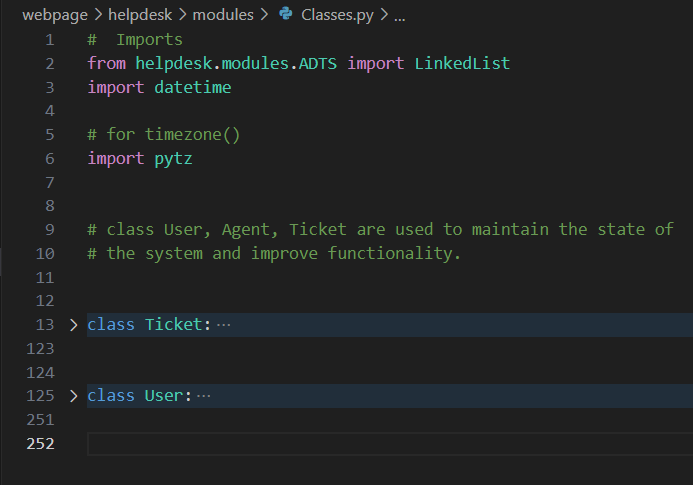 webpage > helpdesk > modules > Classes.py > ...
1 #  Imports
2 from helpdesk.modules.ADTS import LinkedList
3 import datetime
4
5 # for timezone()
6 import pytz
7
8
9 # class User, Agent, Ticket are used to maintain the state of
10 # the system and improve functionality.
11
12
13 > class Ticket: ...
123
124
125 > class User: ...
251
252